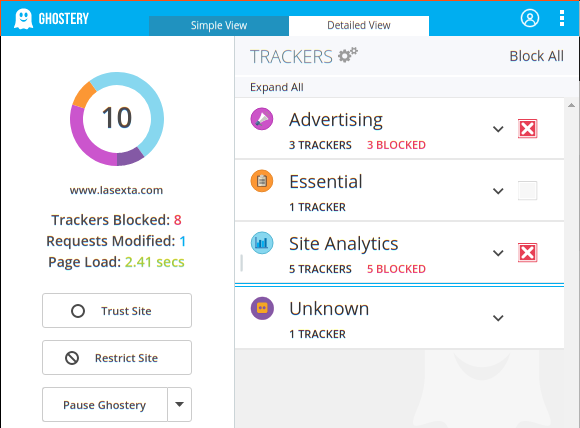 GHOSTERY
Simple View
Detailed View
TRACKERS
Block All
Expand All
10
www.lasexta.com
Trackers Blocked: 8
Requests Modified: 1
Page Load: 2.41 secs
Trust Site
Restrict Site
Pause Ghostery
Advertising
3 TRACKERS 3 BLOCKED
Essential
1 TRACKER
Site Analytics
5 TRACKERS 5 BLOCKED
Unknown
1 TRACKER